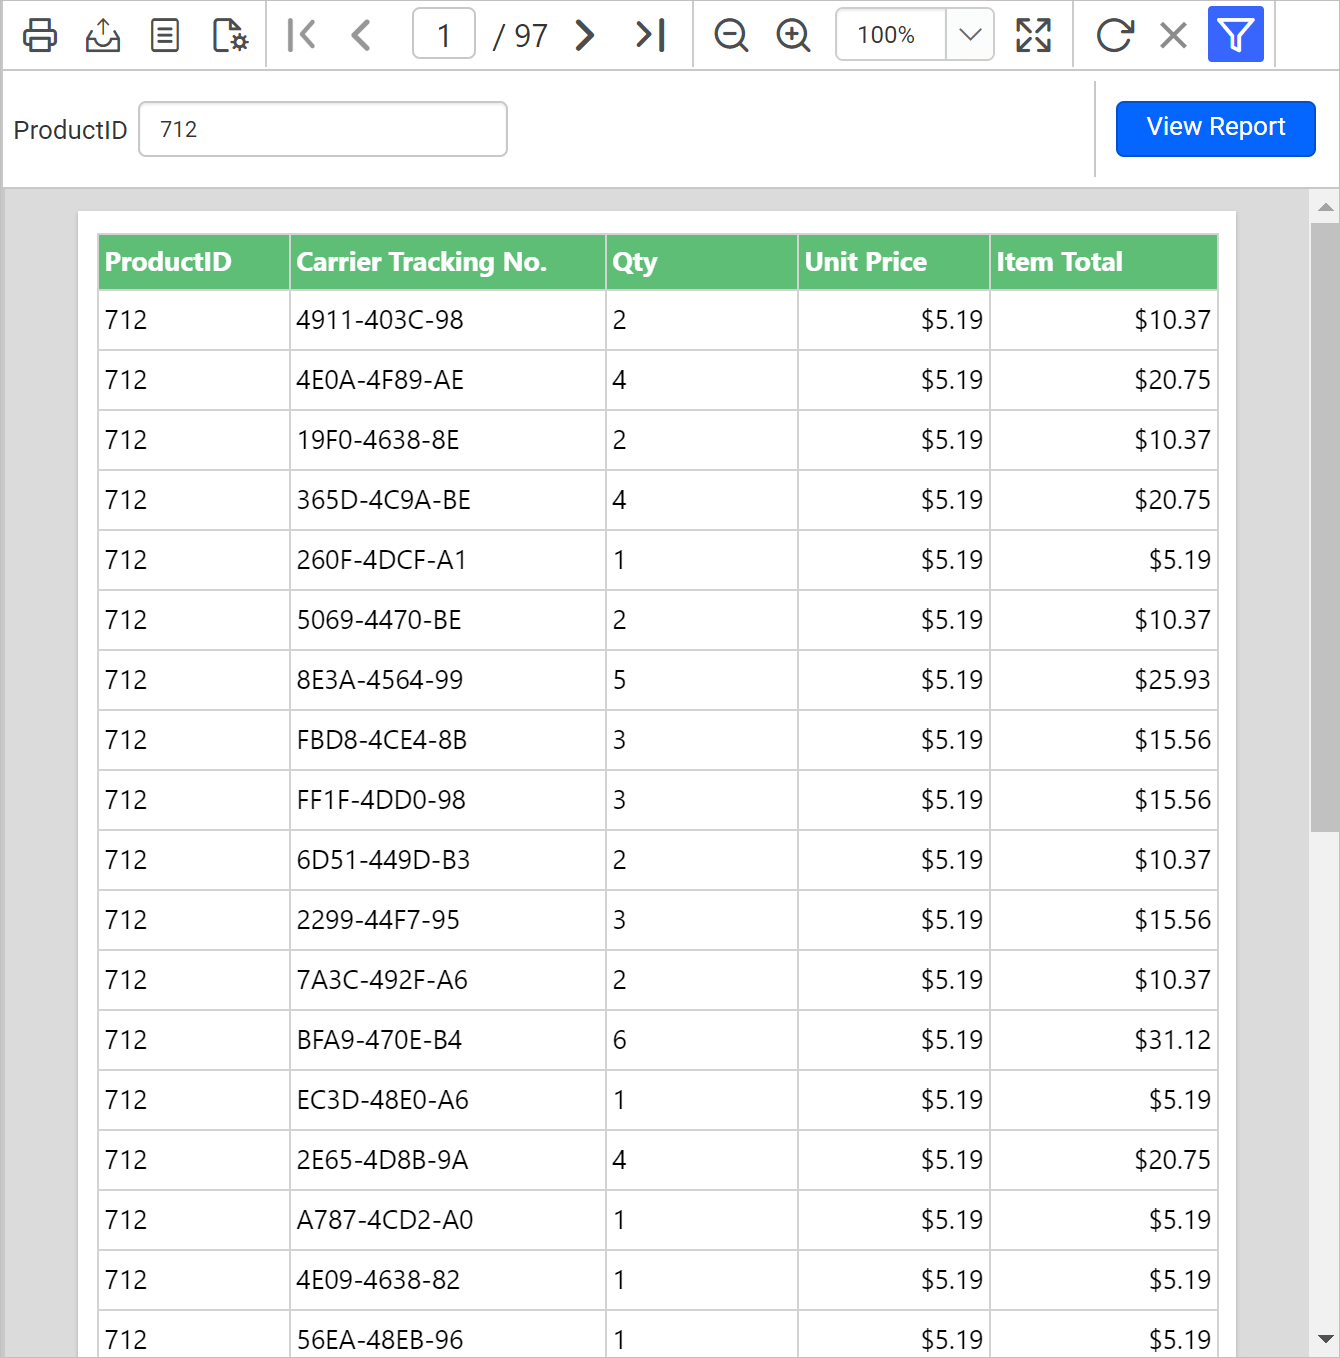 1 / 97 100%
ProductID 712 View Report
ProductID Carrier Tracking No. Qty Unit Price Item Total
712 4911-403C-98 2 $5.19 $10.37
712 4E0A-4F89-AE 4 $5.19 $20.75
712 19F0-4638-8E 2 $5.19 $10.37
712 365D-4C9A-BE 4 $5.19 $20.75
712 260F-4DCF-A1 1 $5.19 $5.19
712 5069-4470-BE 2 $5.19 $10.37
712 8E3A-4564-99 5 $5.19 $25.93
712 FBD8-4CE4-8B 3 $5.19 $15.56
712 FF1F-4DD0-98 3 $5.19 $15.56
712 6D51-449D-B3 2 $5.19 $10.37
712 2299-44F7-95 3 $5.19 $15.56
712 7A3C-492F-A6 2 $5.19 $10.37
712 BFA9-470E-B4 6 $5.19 $31.12
712 EC3D-48E0-A6 1 $5.19 $5.19
712 2E65-4D8B-9A 4 $5.19 $20.75
712 A787-4CD2-A0 1 $5.19 $5.19
712 4E09-4638-82 1 $5.19 $5.19
712 56EA-48EB-96 1 $5.19 $5.19